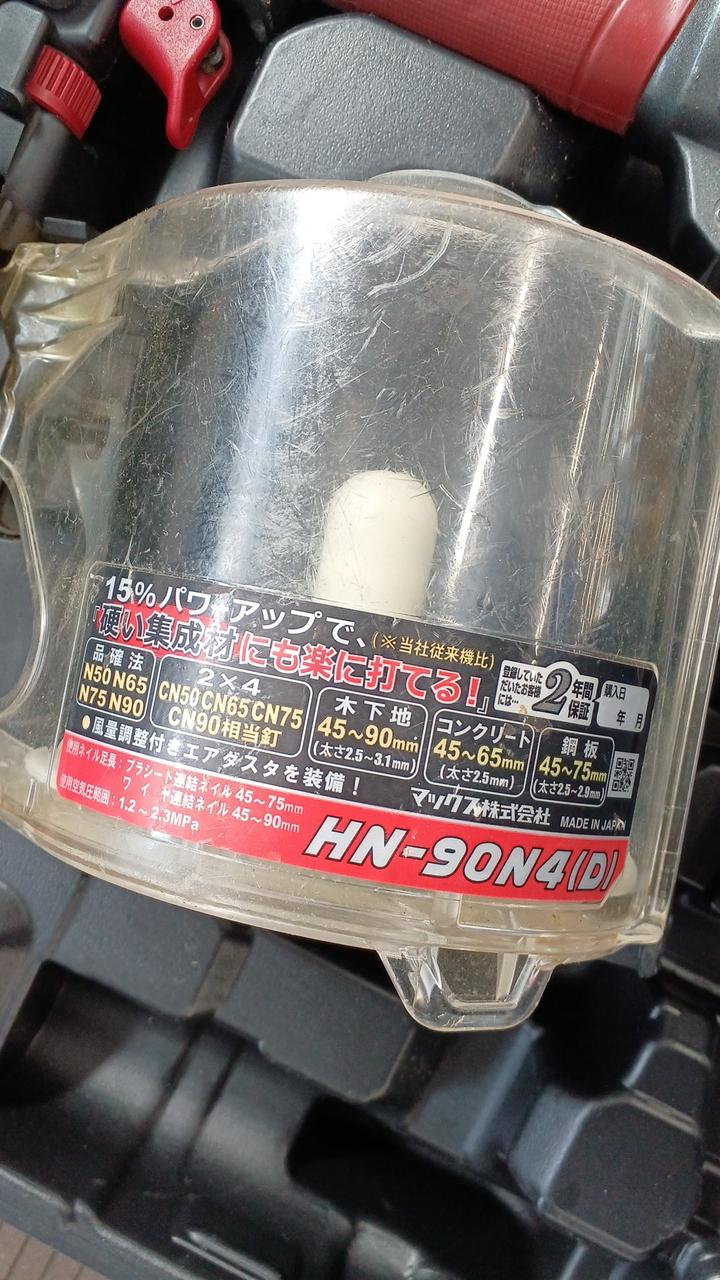 15%パワーアップで、(※当社従来機比)
『硬い集成材にも楽に打てる!』
登録していた
だいたお客様
には…
2年間
保証
購入日
年 月
品確法
N50 N65
N75 N90
2×4
CN50 CN65 CN75
CN90相当釘
木下地
45~90mm
(太さ2.5~3.1mm)
コンクリート
45~65mm
(太さ2.5mm)
鋼板
45~75mm
(太さ2.5~2.9mm)
●風量調整付きエアダスタを装備!
マックス株式会社 MADE IN JAPAN
使用ネイル足長:プラシート連結ネイル 45~75mm
ワイヤ連結ネイル 45~90mm
使用空気圧範囲:1.2~2.3MPa
HN-90N4(D)